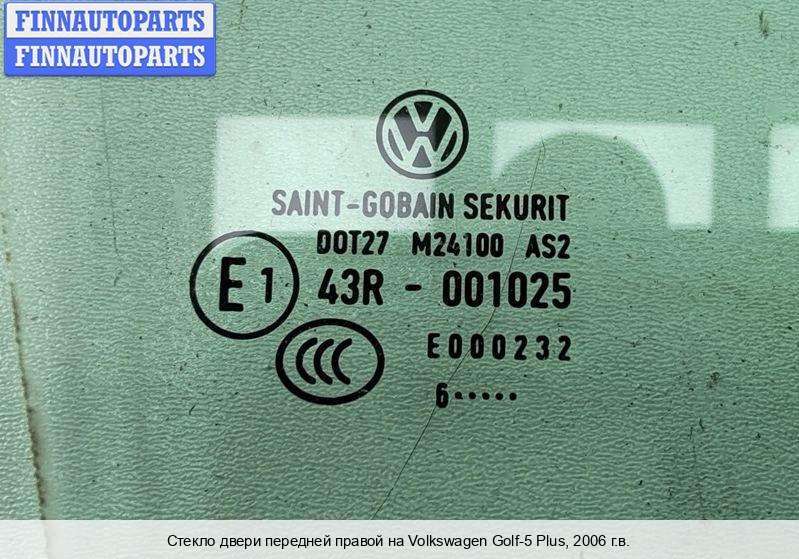 FINNAUTOPARTS
FINNAUTOPARTS
SAINT-GOBAIN SEKURIT
DOT27 M24100 AS2
E1 43R - 001025
CCC E000232
6·····
Стекло двери передней правой на Volkswagen Golf-5 Plus, 2006 г.в.